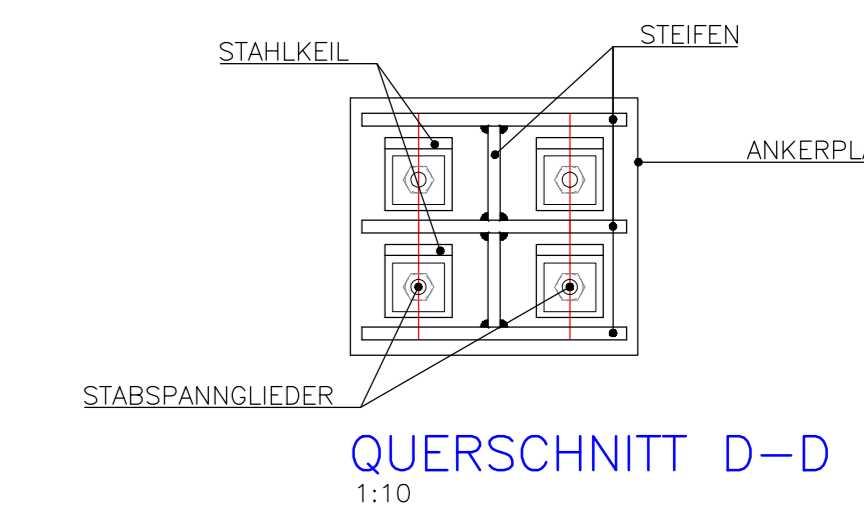 STEIFEN
STAHLKEIL
ANKERPLA
STABSPANNGLIEDER
QUERSCHNITT D-D
1:10